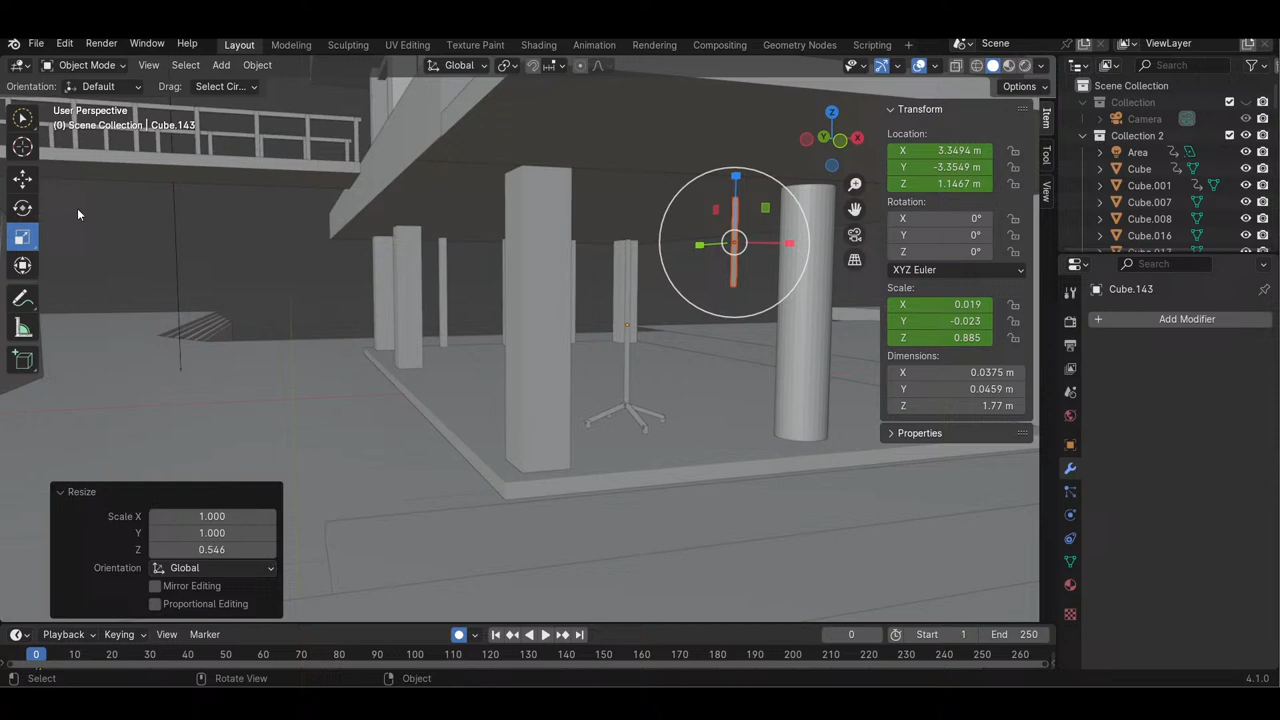 File Edit Render Window Help Layout Modeling Sculpting UV Editing Texture Paint Shading Animation Rendering Compositing Geometry Nodes Scripting + Scene ViewLayer
Object Mode View Select Add Object Global Search
Orientation: Default Drag: Select Cir... Options
User Perspective
(0) Scene Collection | Cube.143
Z
Y
X
Transform
Location:
X 3.3494 m
Y -3.3549 m
Z 1.1467 m
Rotation:
X 0°
Y 0°
Z 0°
XYZ Euler
Scale:
X 0.019
Y -0.023
Z 0.885
Dimensions:
X 0.0375 m
Y 0.0459 m
Z 1.77 m
Properties
Item
Tool
View
Scene Collection
Collection
Camera
Collection 2
Area
Cube
Cube.001
Cube.007
Cube.008
Cube.016
Search
Cube.143
Add Modifier
Resize
Scale X 1.000
Y 1.000
Z 0.546
Orientation Global
Mirror Editing
Proportional Editing
Playback Keying View Marker 0 Start 1 End 250
0 10 20 30 40 50 60 70 80 90 100 110 120 130 140 150 160 170 180 190 200 210 220 230 240 250 260
Select Rotate View Object 4.1.0